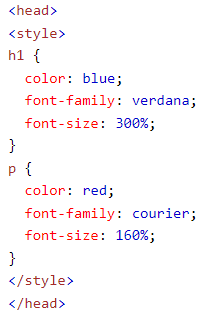 <head>
<style>
h1 {
  color: blue;
  font-family: verdana;
  font-size: 300%;
}
p {
  color: red;
  font-family: courier;
  font-size: 160%;
}
</style>
</head>